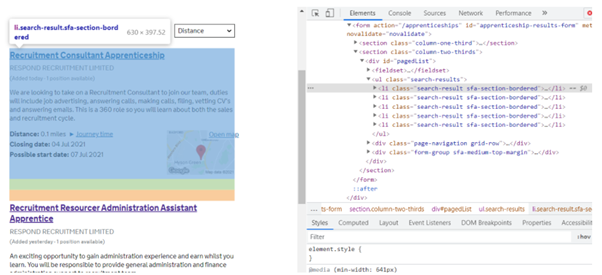 li.search-result.sfa-section-bord
ered
630 × 397.52
Distance
Recruitment Consultant Apprenticeship
RESPOND RECRUITMENT LIMITED
(Added today · 1 position available)
We are looking to take on a Recruitment Consultant to join our team, duties
will include job advertising, answering calls, making calls, filing, vetting CV's
and answering emails. This is a 360 role so you will learn about both the sales
and recruitment cycle.
Distance: 0.1 miles ▸ Journey time
Open map
Closing date: 04 Jul 2021
Possible start date: 07 Jul 2021
Recruitment Resourcer Administration Assistant
Apprentice
RESPOND RECRUITMENT LIMITED
(Added yesterday · 1 position available)
An exciting opportunity to gain administration experience and earn whilst you
learn. You will be responsible to provide general administration and finance
Elements
Console
Sources
Network
Performance
Memory
▼<form action="/apprenticeships" id="apprenticeship-results-form" met
novalidate="novalidate">
▶<section class="column-one-third">…</section>
▼<section class="column-two-thirds">
▼<div id="pagedList">
▶<fieldset>…</fieldset>
▼<ul class="search-results">
▶<li class="search-result sfa-section-bordered">…</li> == $0
▶<li class="search-result sfa-section-bordered">…</li>
▶<li class="search-result sfa-section-bordered">…</li>
▶<li class="search-result sfa-section-bordered">…</li>
▶<li class="search-result sfa-section-bordered">…</li>
</ul>
▶<div class="page-navigation grid-row">…</div>
▶<div class="form-group sfa-medium-top-margin">…</div>
</div>
</section>
</form>
::after
</div>
… ts-form section.column-two-thirds div#pagedList ul.search-results li.search-result.sfa-se
Styles
Computed
Layout
Event Listeners
DOM Breakpoints
Properties
Filter
:hov
element.style {
}
@media (min-width: 641px)